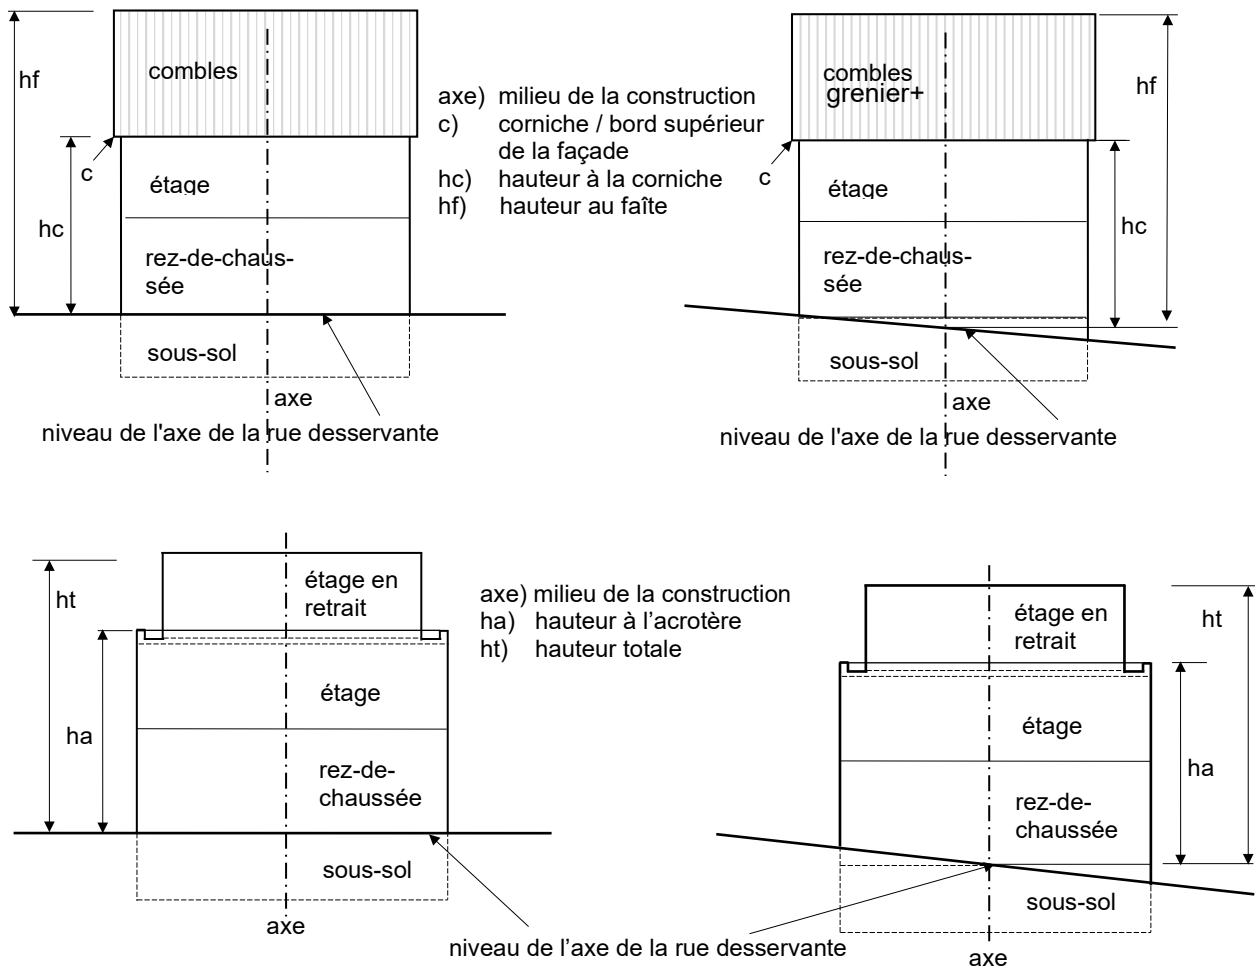 hf
combles
c
étage
hc
rez-de-chaus-
sée
sous-sol
axe
niveau de l'axe de la rue desservante
axe) milieu de la construction
c) corniche / bord supérieur
de la façade
hc) hauteur à la corniche
hf) hauteur au faîte
combles
grenier+
hf
c
étage
hc
rez-de-chaus-
sée
sous-sol
axe
niveau de l'axe de la rue desservante
ht
étage en
retrait
étage
ha
rez-de-
chaussée
sous-sol
axe
axe) milieu de la construction
ha) hauteur à l’acrotère
ht) hauteur totale
étage en
retrait
ht
étage
ha
rez-de-
chaussée
sous-sol
axe
niveau de l’axe de la rue desservante